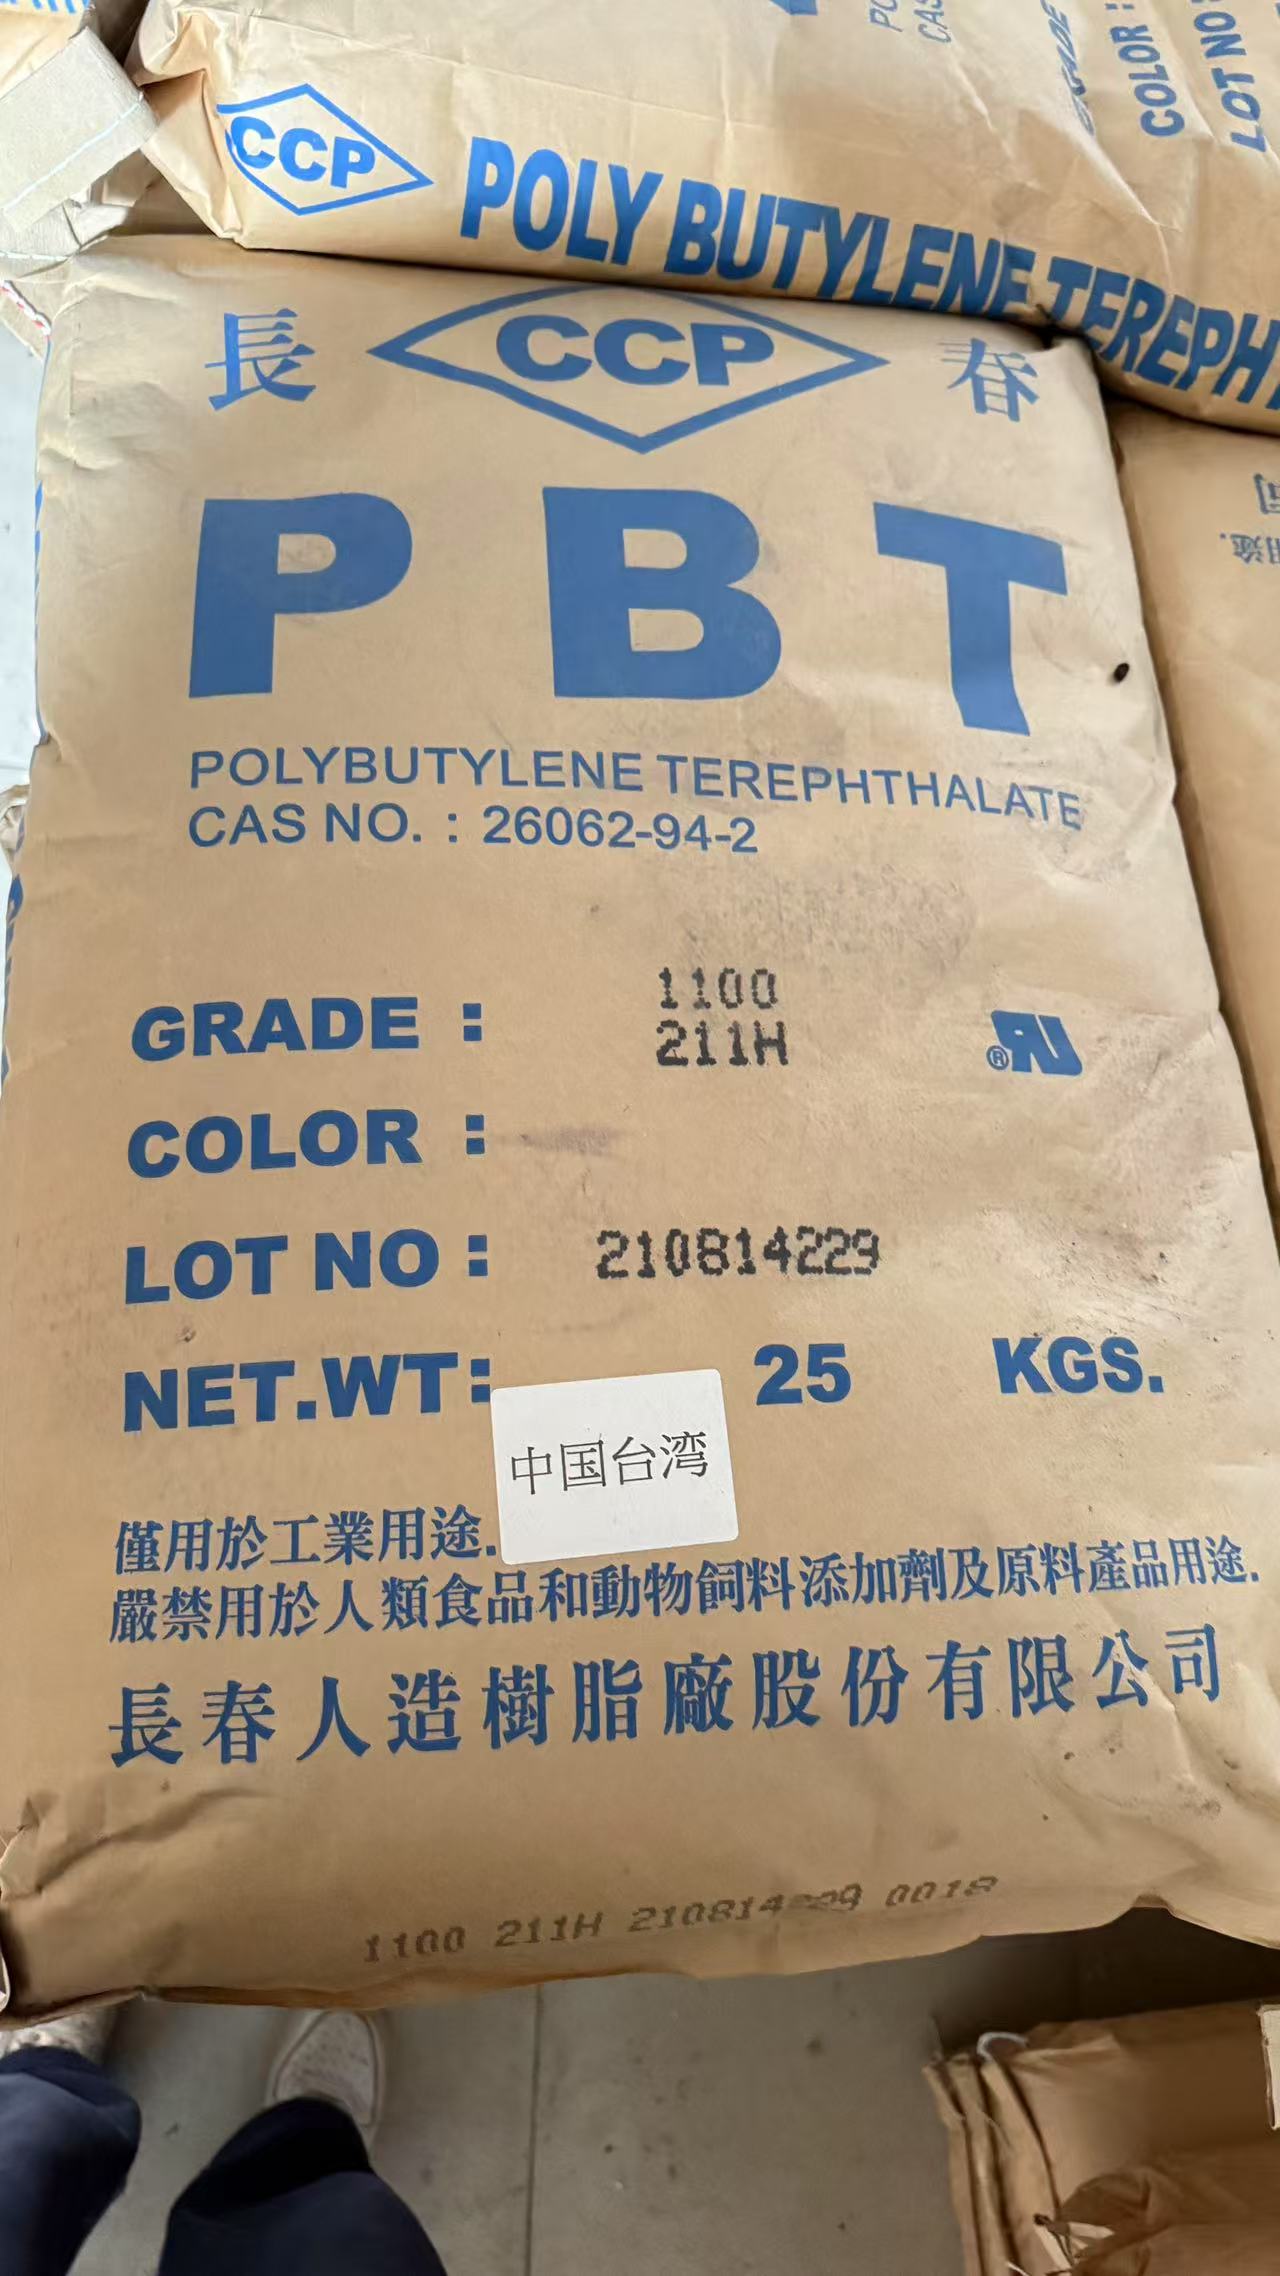 COLOR :
LOT NO :
CCP
POLY BUTYLENE TEREPH
長 CCP 春
PBT
POLYBUTYLENE TEREPHTHALATE
CAS NO. : 26062-94-2
GRADE : 1100
211H
COLOR :
LOT NO : 210814229
NET.WT: 25 KGS.
中国台湾
僅用於工業用途.
嚴禁用於人類食品和動物飼料添加劑及原料產品用途.
長春人造樹脂廠股份有限公司
1100 211H 210814229 0018